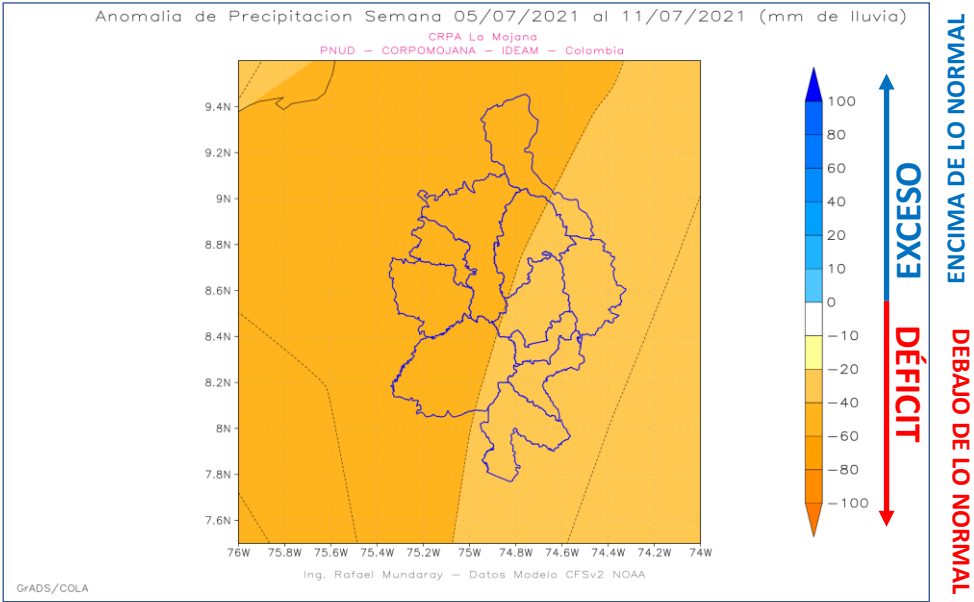 Anomalia de Precipitacion Semana 05/07/2021 al 11/07/2021 (mm de lluvia)
CRPA La Mojana
PNUD – CORPOMOJANA – IDEAM – Colombia
9.4N
9.2N
9N
8.8N
8.6N
8.4N
8.2N
8N
7.8N
7.6N
76W 75.8W 75.6W 75.4W 75.2W 75W 74.8W 74.6W 74.4W 74.2W 74W
100
80
60
40
20
10
0
−10
−20
−40
−60
−80
−100
EXCESO
DÉFICIT
ENCIMA DE LO NORMAL
DEBAJO DE LO NORMAL
Ing. Rafael Mundaray – Datos Modelo CFSv2 NOAA
GrADS/COLA